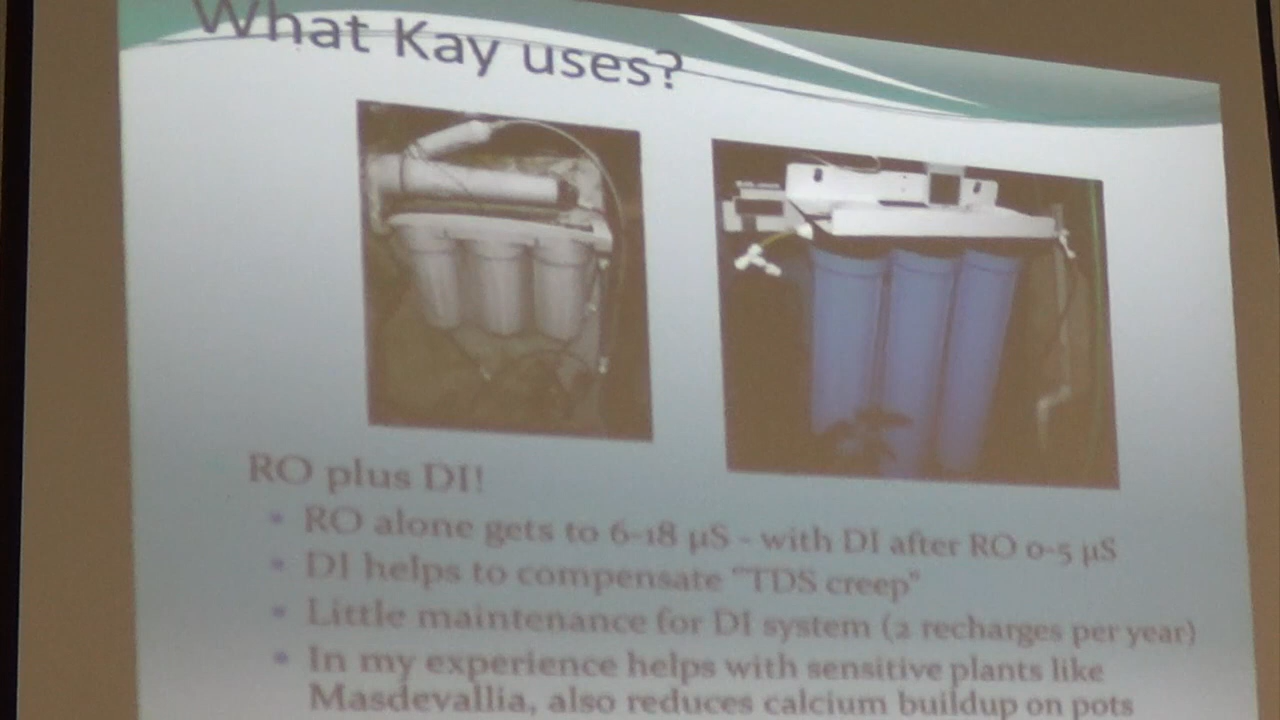 What Kay uses?
RO plus DI!
• RO alone gets to 6-18 µS - with DI after RO 0-5 µS
• DI helps to compensate "TDS creep"
• Little maintenance for DI system (2 recharges per year)
• In my experience helps with sensitive plants like
Masdevallia, also reduces calcium buildup on pots